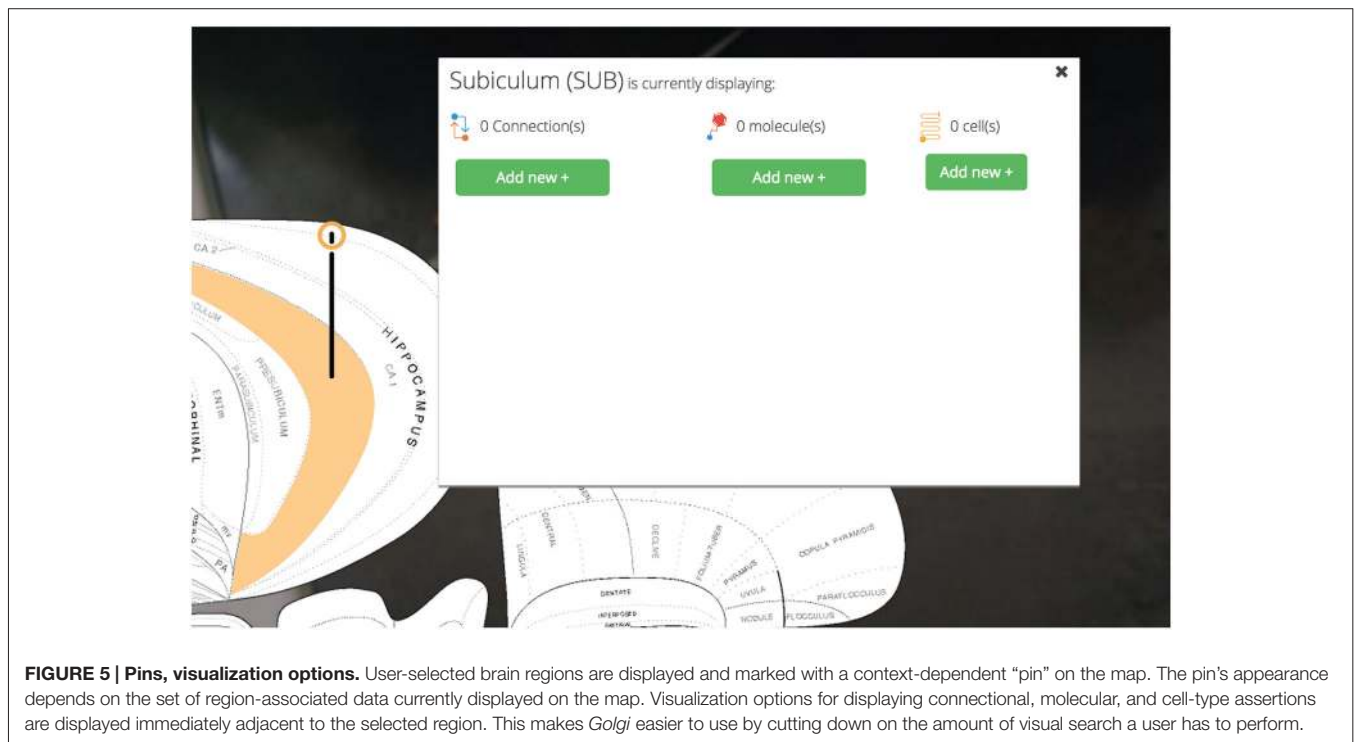 Subiculum (SUB) is currently displaying:
✖
0 Connection(s)
0 molecule(s)
0 cell(s)
Add new +
Add new +
Add new +
CA 2
HIPPOCAMPUS
CA 1
PRESUBICULUM
PARASUBICULUM
ENTm
mv
PA
LINGULA
DECLIVE
FOLIUM-TUBER
PYRAMUS
COPULA PYRAMIDIS
UVULA
PARAFLOCCULUS
NODULE
FLOCCULUS
DENTATE
INTERPOSED
FIGURE 5 | Pins, visualization options. User-selected brain regions are displayed and marked with a context-dependent “pin” on the map. The pin’s appearance
depends on the set of region-associated data currently displayed on the map. Visualization options for displaying connectional, molecular, and cell-type assertions
are displayed immediately adjacent to the selected region. This makes Golgi easier to use by cutting down on the amount of visual search a user has to perform.